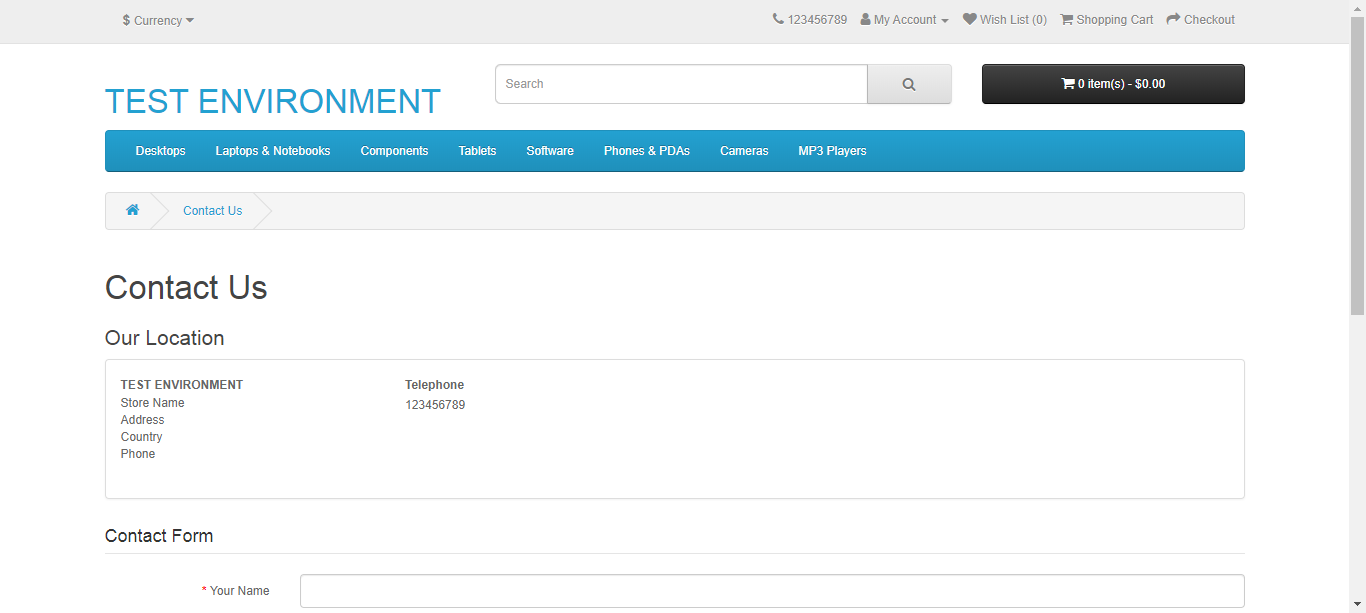 $ Currency 123456789 My Account Wish List (0) Shopping Cart Checkout
TEST ENVIRONMENT Search 0 item(s) - $0.00
Desktops Laptops & Notebooks Components Tablets Software Phones & PDAs Cameras MP3 Players
Contact Us
Contact Us
Our Location
TEST ENVIRONMENT Telephone
Store Name 123456789
Address
Country
Phone
Contact Form
* Your Name